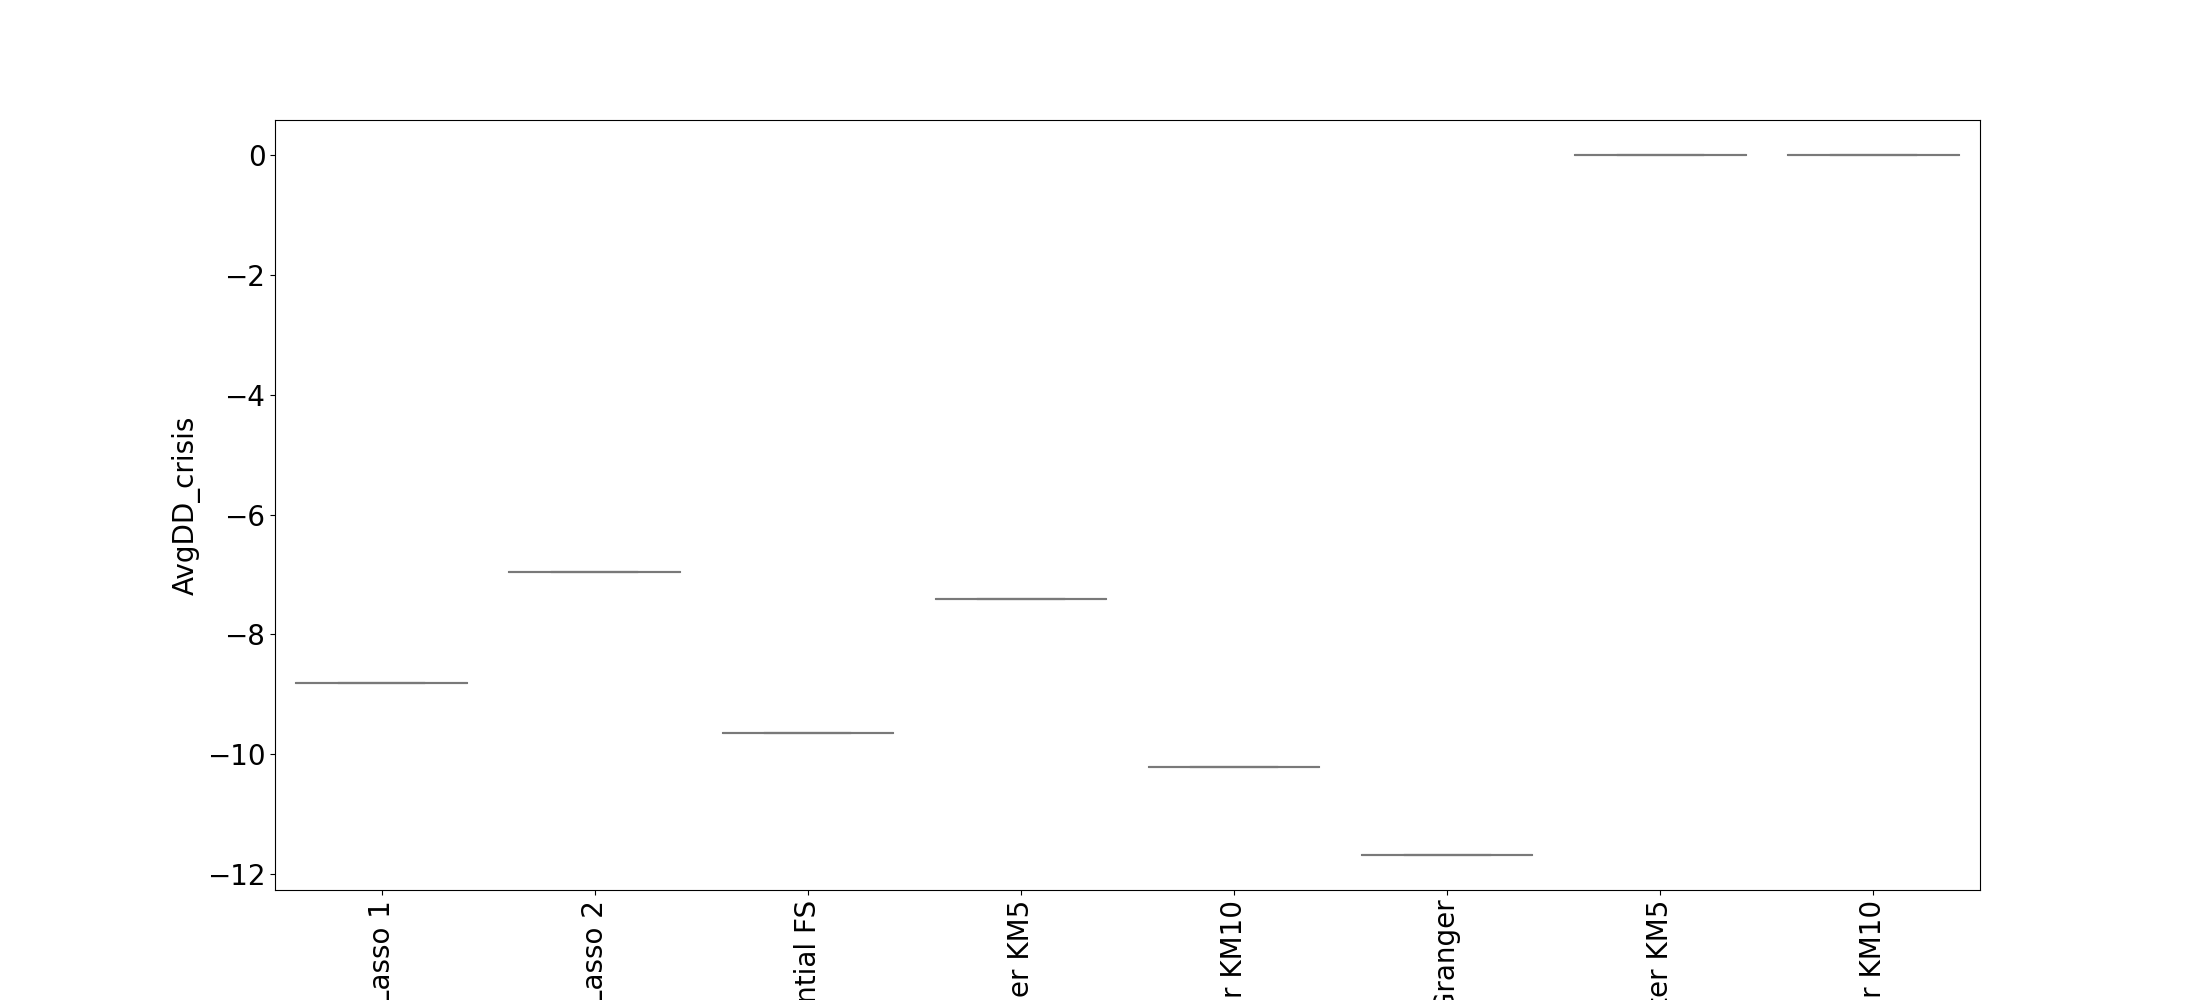 0
−2
−4
−6
−8
−10
−12
AvgDD_crisis
Lasso 1
Lasso 2
ntial FS
er KM5
r KM10
Granger
ter KM5
r KM10